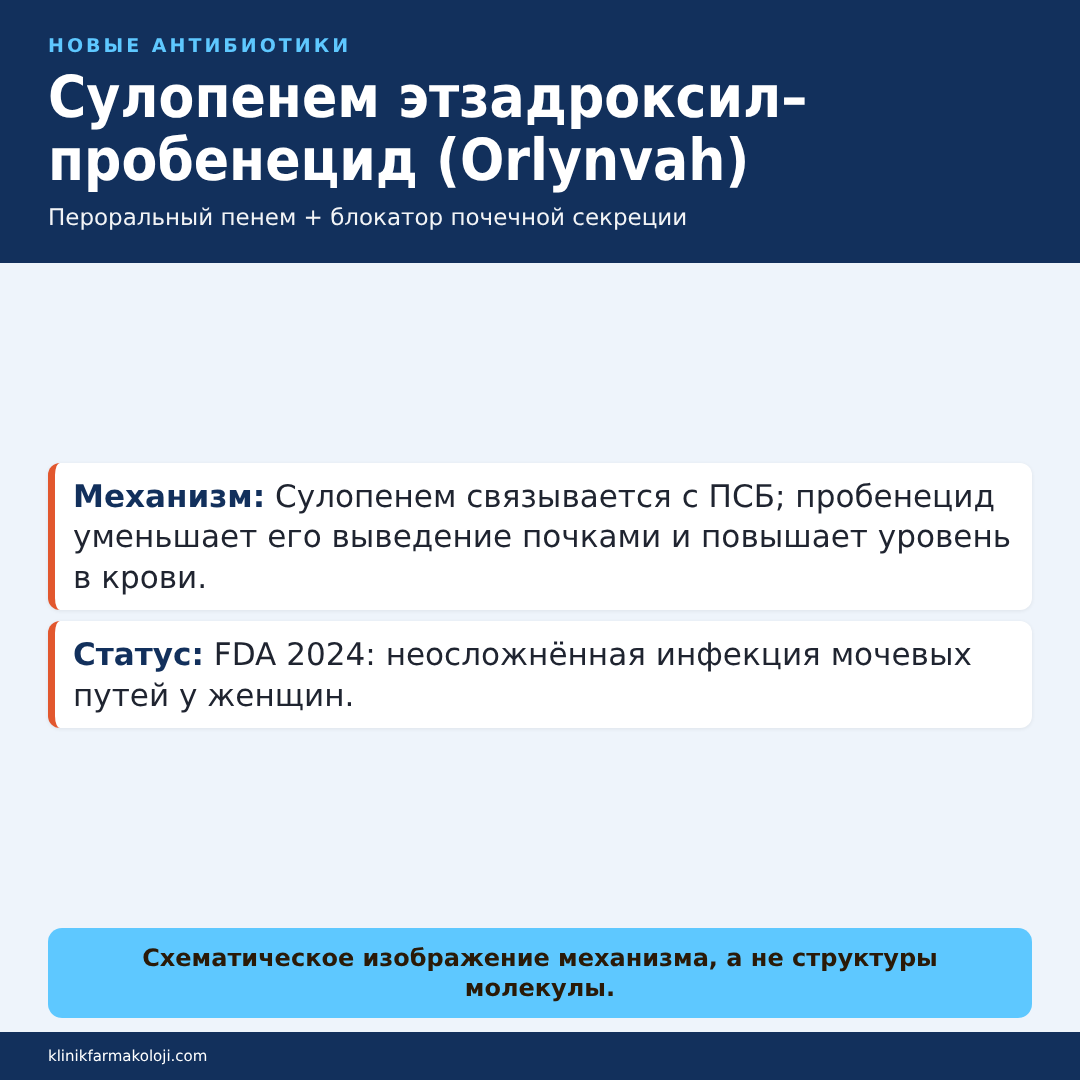 НОВЫЕ АНТИБИОТИКИ
Сулопенем этзадроксил–
пробенецид (Orlynvah)
Пероральный пенем + блокатор почечной секреции
Механизм: Сулопенем связывается с ПСБ; пробенецид
уменьшает его выведение почками и повышает уровень
в крови.
Статус: FDA 2024: неосложнённая инфекция мочевых
путей у женщин.
Схематическое изображение механизма, а не структуры
молекулы.
klinikfarmakoloji.com